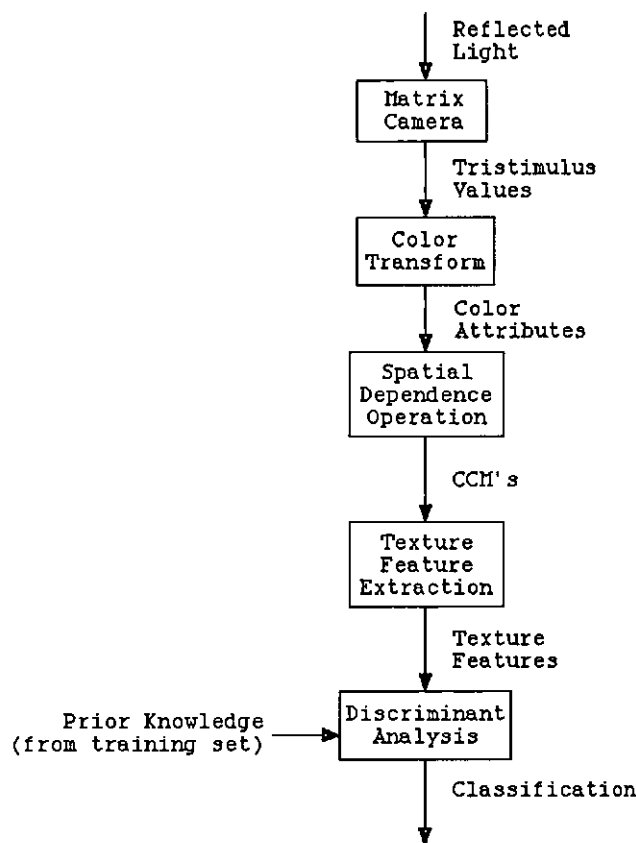 Reflected
Light
Matrix
Camera
Tristimulus
Values
Color
Transform
Color
Attributes
Spatial
Dependence
Operation
CCM's
Texture
Feature
Extraction
Texture
Features
Prior Knowledge
(from training set)
Discriminant
Analysis
Classification